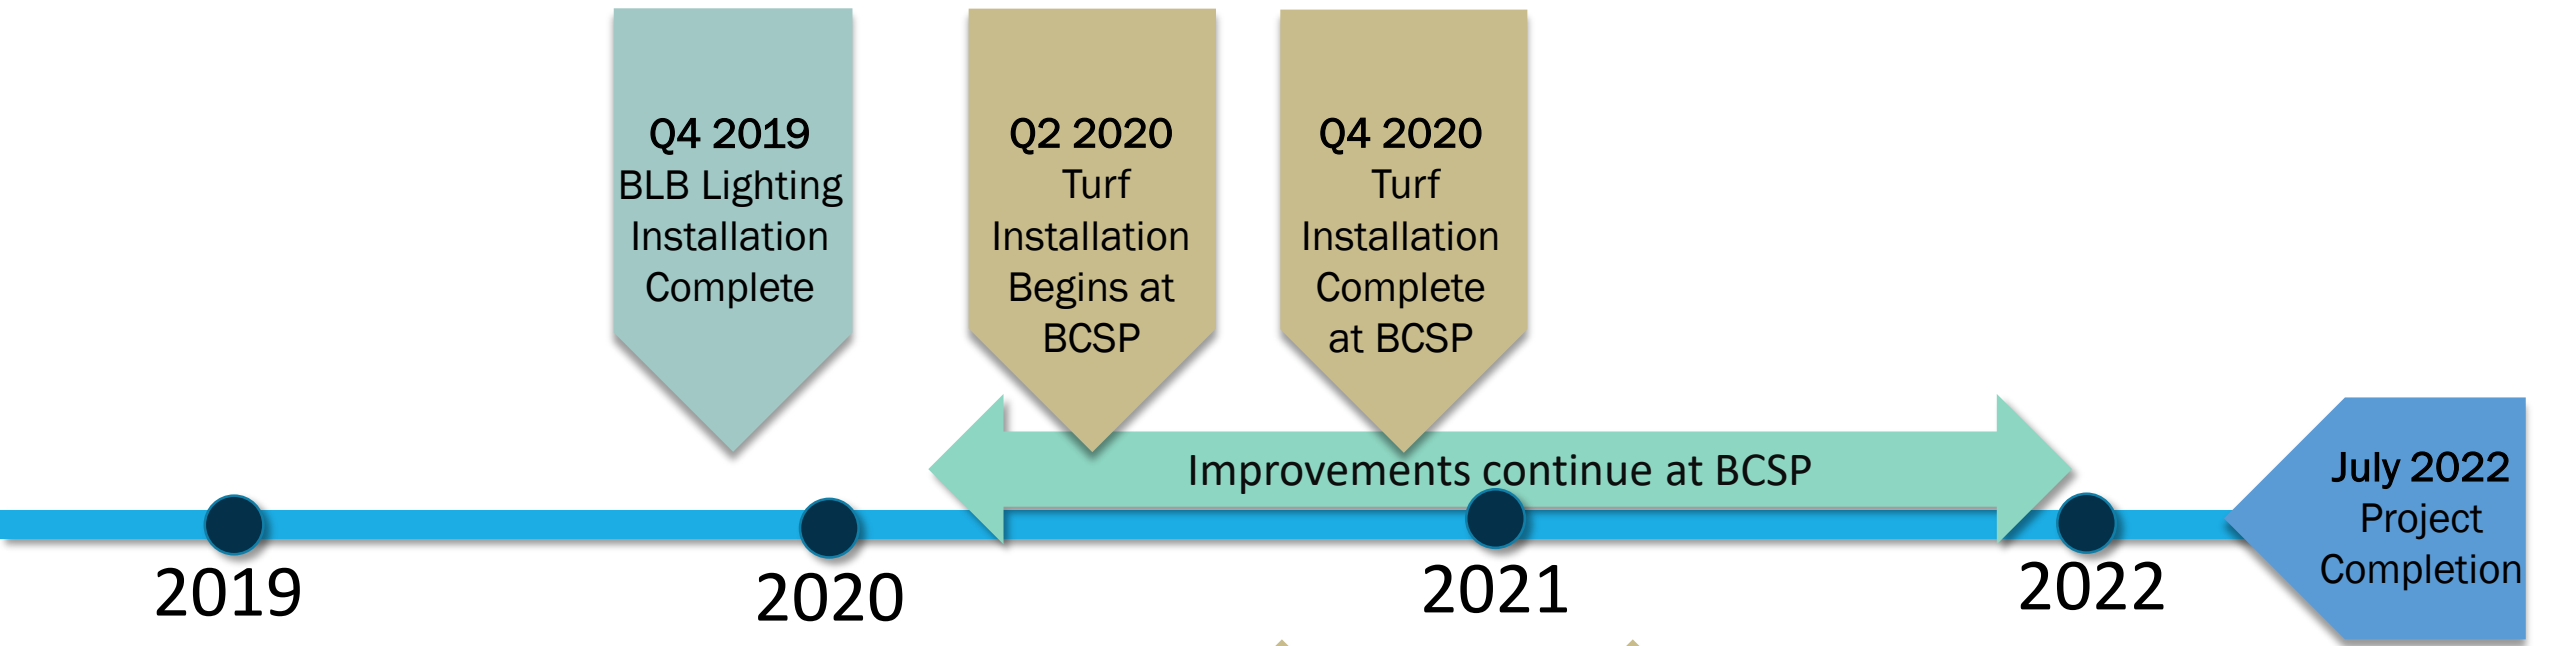 Q4 2019
BLB Lighting
Installation
Complete
Q2 2020
Turf
Installation
Begins at
BCSP
Q4 2020
Turf
Installation
Complete
at BCSP
Improvements continue at BCSP
July 2022
Project
Completion
2019
2020
2021
2022